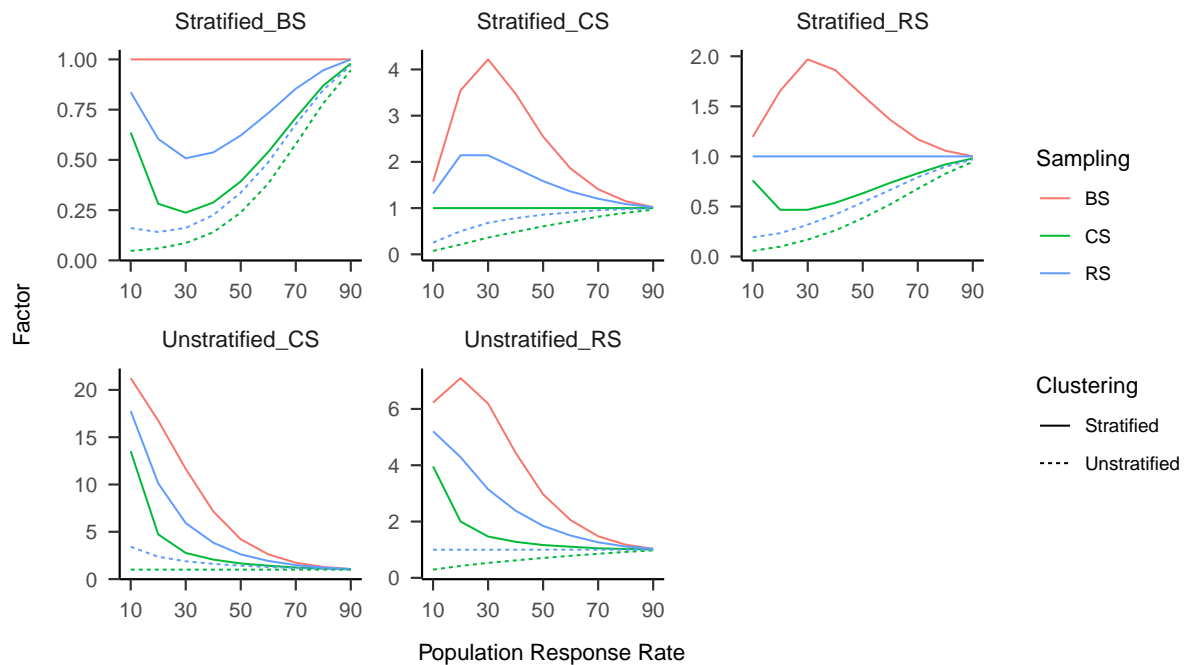 Stratified_BS
Stratified_CS
Stratified_RS
1.00
0.75
0.50
0.25
0.00
10 30 50 70 90
4
3
2
1
0
10 30 50 70 90
2.0
1.5
1.0
0.5
0.0
10 30 50 70 90
Factor
Unstratified_CS
Unstratified_RS
20
15
10
5
0
10 30 50 70 90
6
4
2
0
10 30 50 70 90
Population Response Rate
Sampling
BS
CS
RS
Clustering
Stratified
Unstratified